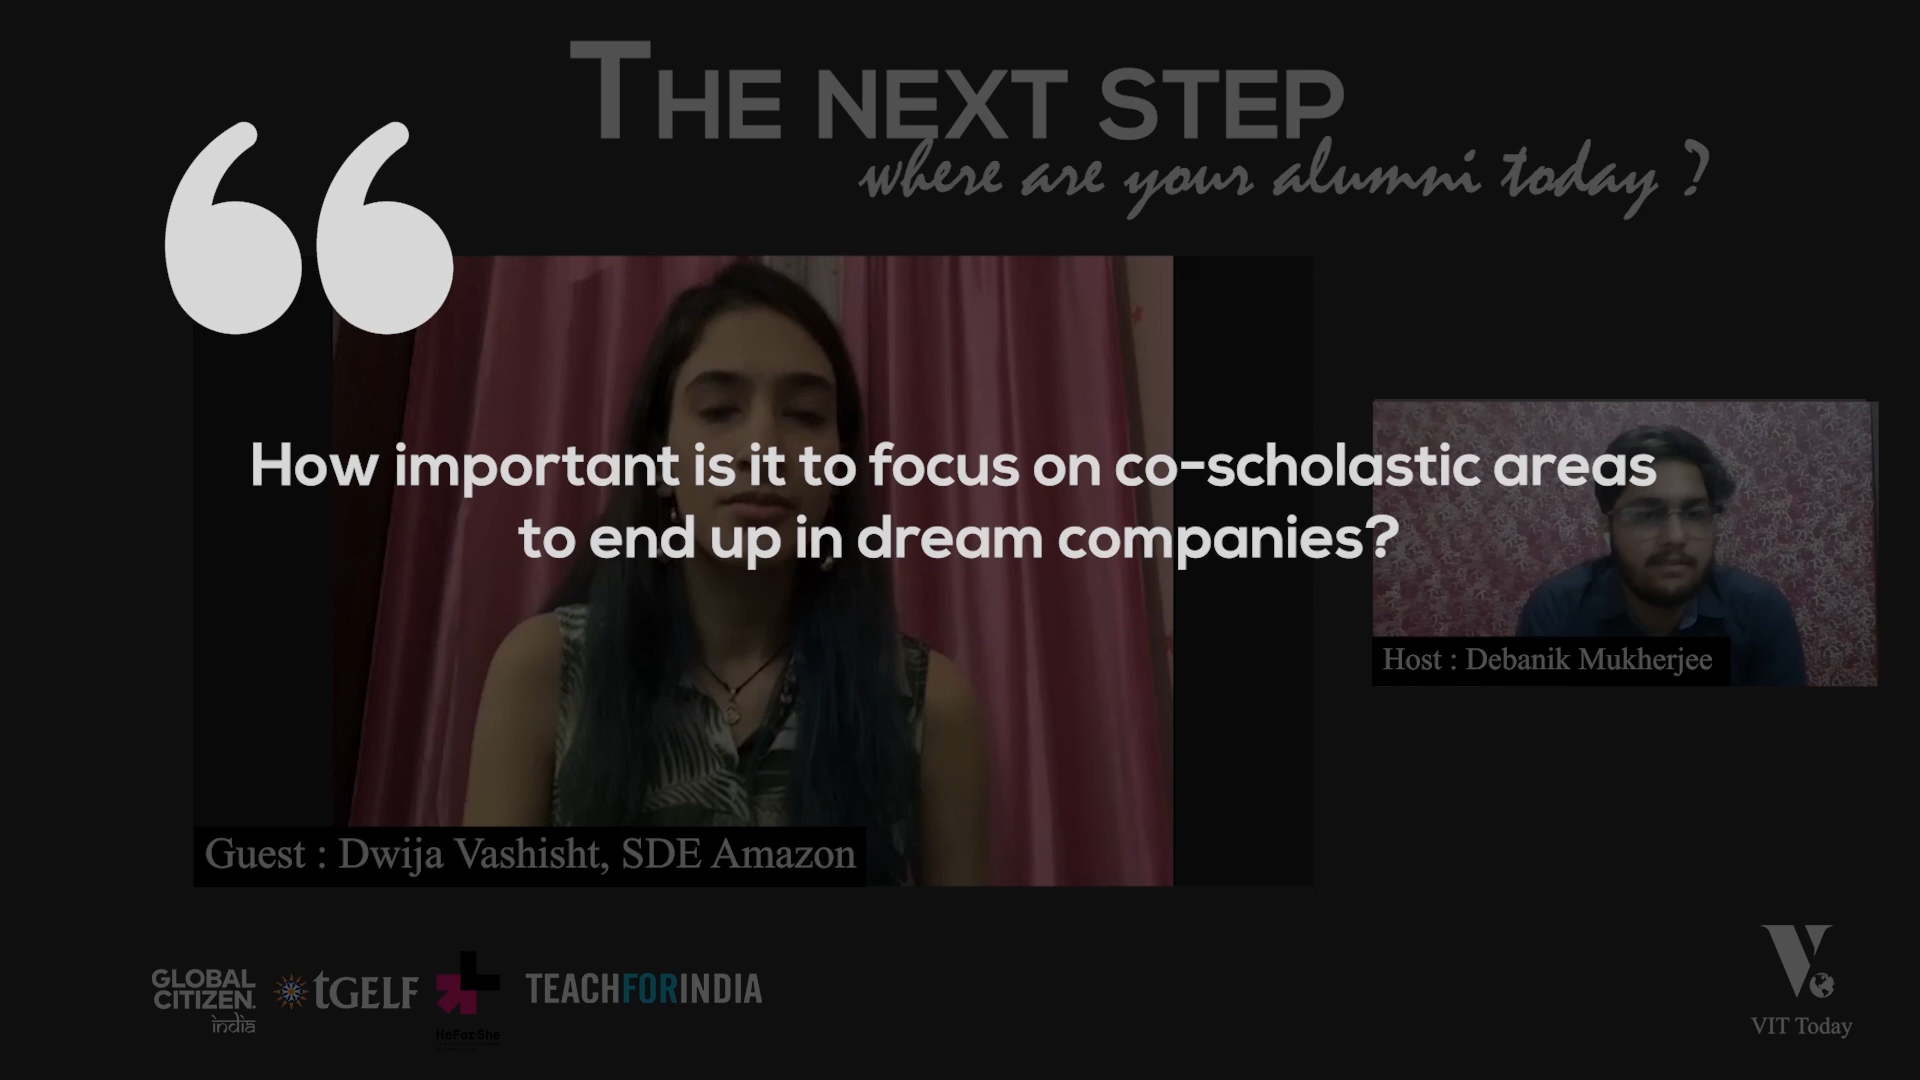 THE NEXT STEP
where are your alumni today ?
How important is it to focus on co-scholastic areas
to end up in dream companies?
Host : Debanik Mukherjee
Guest : Dwija Vashisht, SDE Amazon
GLOBAL
CITIZEN.
india
tGELF
HeForShe
TEACHFORINDIA
VIT Today